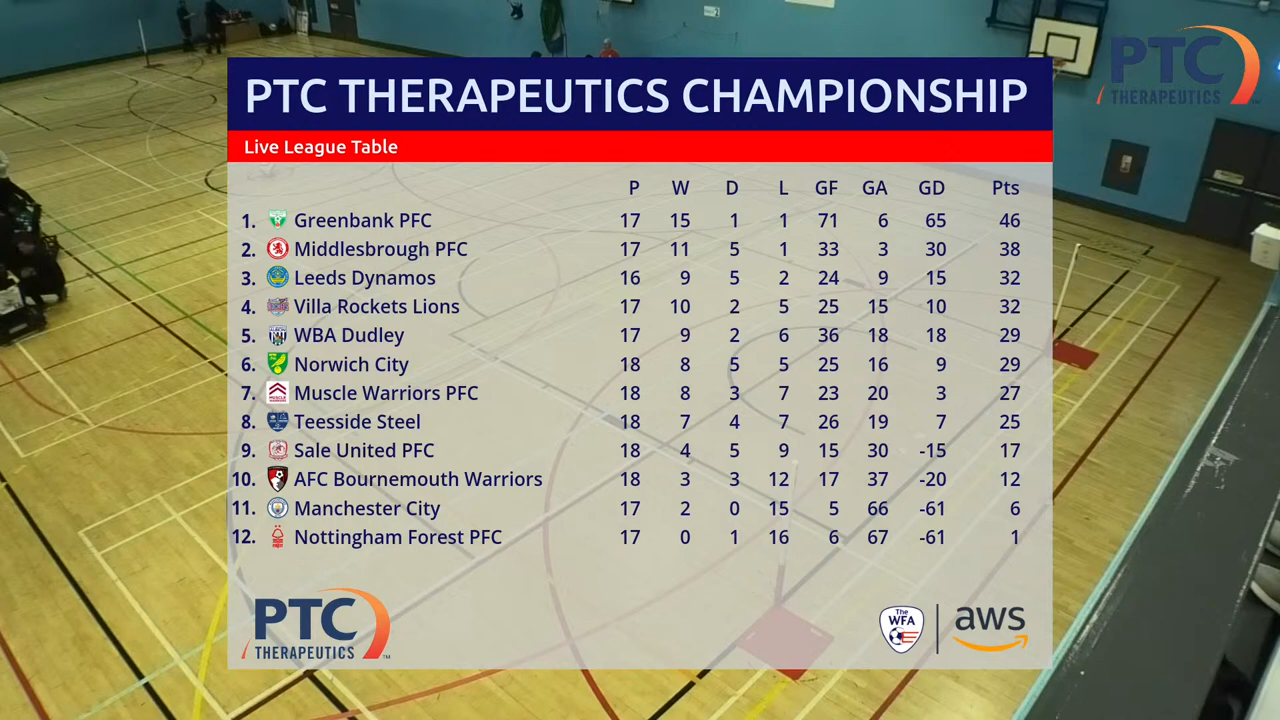 PTC
THERAPEUTICS
PTC THERAPEUTICS CHAMPIONSHIP
Live League Table
P W D L GF GA GD Pts
1. Greenbank PFC 17 15 1 1 71 6 65 46
2. Middlesbrough PFC 17 11 5 1 33 3 30 38
3. Leeds Dynamos 16 9 5 2 24 9 15 32
4. Villa Rockets Lions 17 10 2 5 25 15 10 32
5. WBA Dudley 17 9 2 6 36 18 18 29
6. Norwich City 18 8 5 5 25 16 9 29
7. Muscle Warriors PFC 18 8 3 7 23 20 3 27
8. Teesside Steel 18 7 4 7 26 19 7 25
9. Sale United PFC 18 4 5 9 15 30 -15 17
10. AFC Bournemouth Warriors 18 3 3 12 17 37 -20 12
11. Manchester City 17 2 0 15 5 66 -61 6
12. Nottingham Forest PFC 17 0 1 16 6 67 -61 1
PTC
THERAPEUTICS™
The
WFA
aws